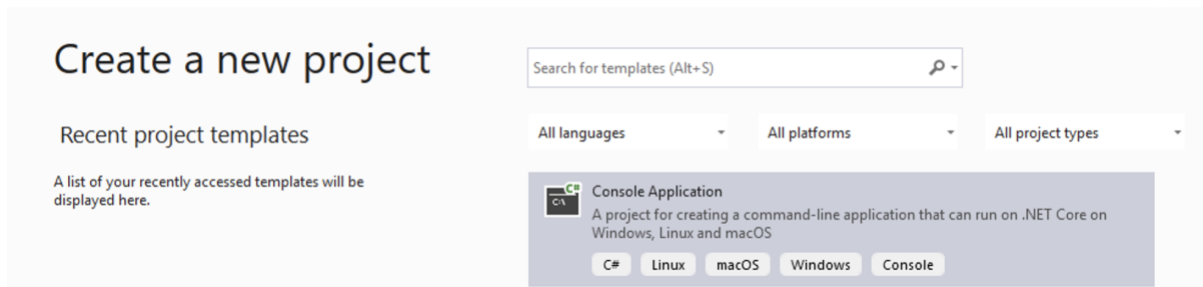 Create a new project
Search for templates (Alt+S)
Recent project templates
All languages
All platforms
All project types
A list of your recently accessed templates will be
displayed here.
C#
C:\
Console Application
A project for creating a command-line application that can run on .NET Core on
Windows, Linux and macOS
C# Linux macOS Windows Console